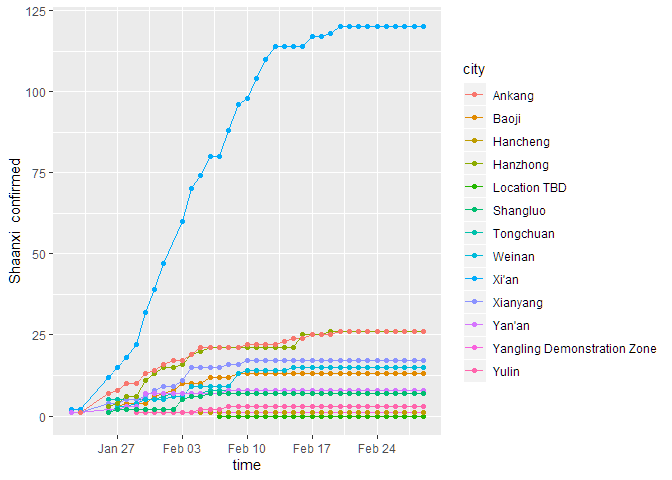 125
100
75
50
25
0
Shaanxi confirmed
Jan 27
Feb 03
Feb 10
Feb 17
Feb 24
time
city
Ankang
Baoji
Hancheng
Hanzhong
Location TBD
Shangluo
Tongchuan
Weinan
Xi'an
Xianyang
Yan'an
Yangling Demonstration Zone
Yulin